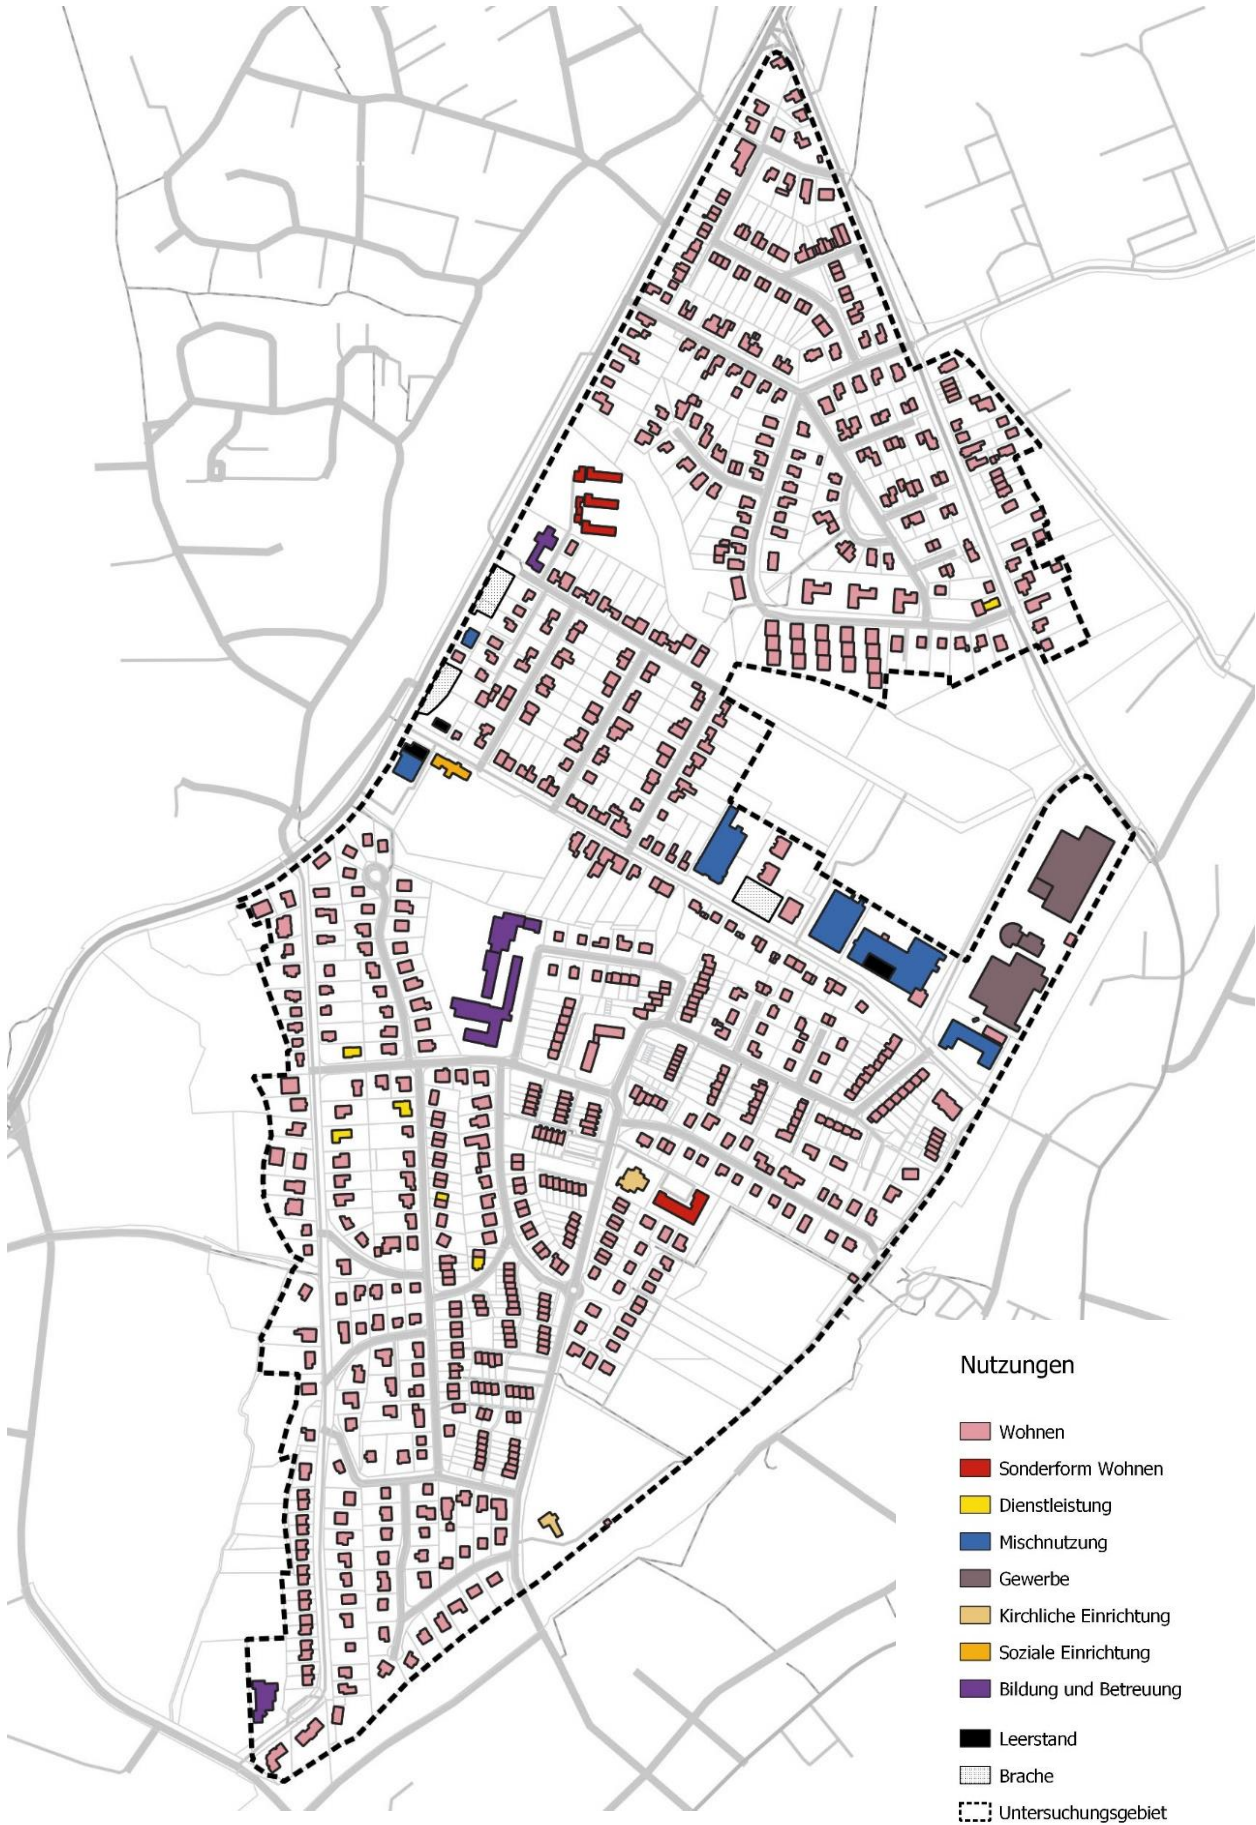 Nutzungen
Wohnen
Sonderform Wohnen
Dienstleistung
Mischnutzung
Gewerbe
Kirchliche Einrichtung
Soziale Einrichtung
Bildung und Betreuung
Leerstand
Brache
Untersuchungsgebiet